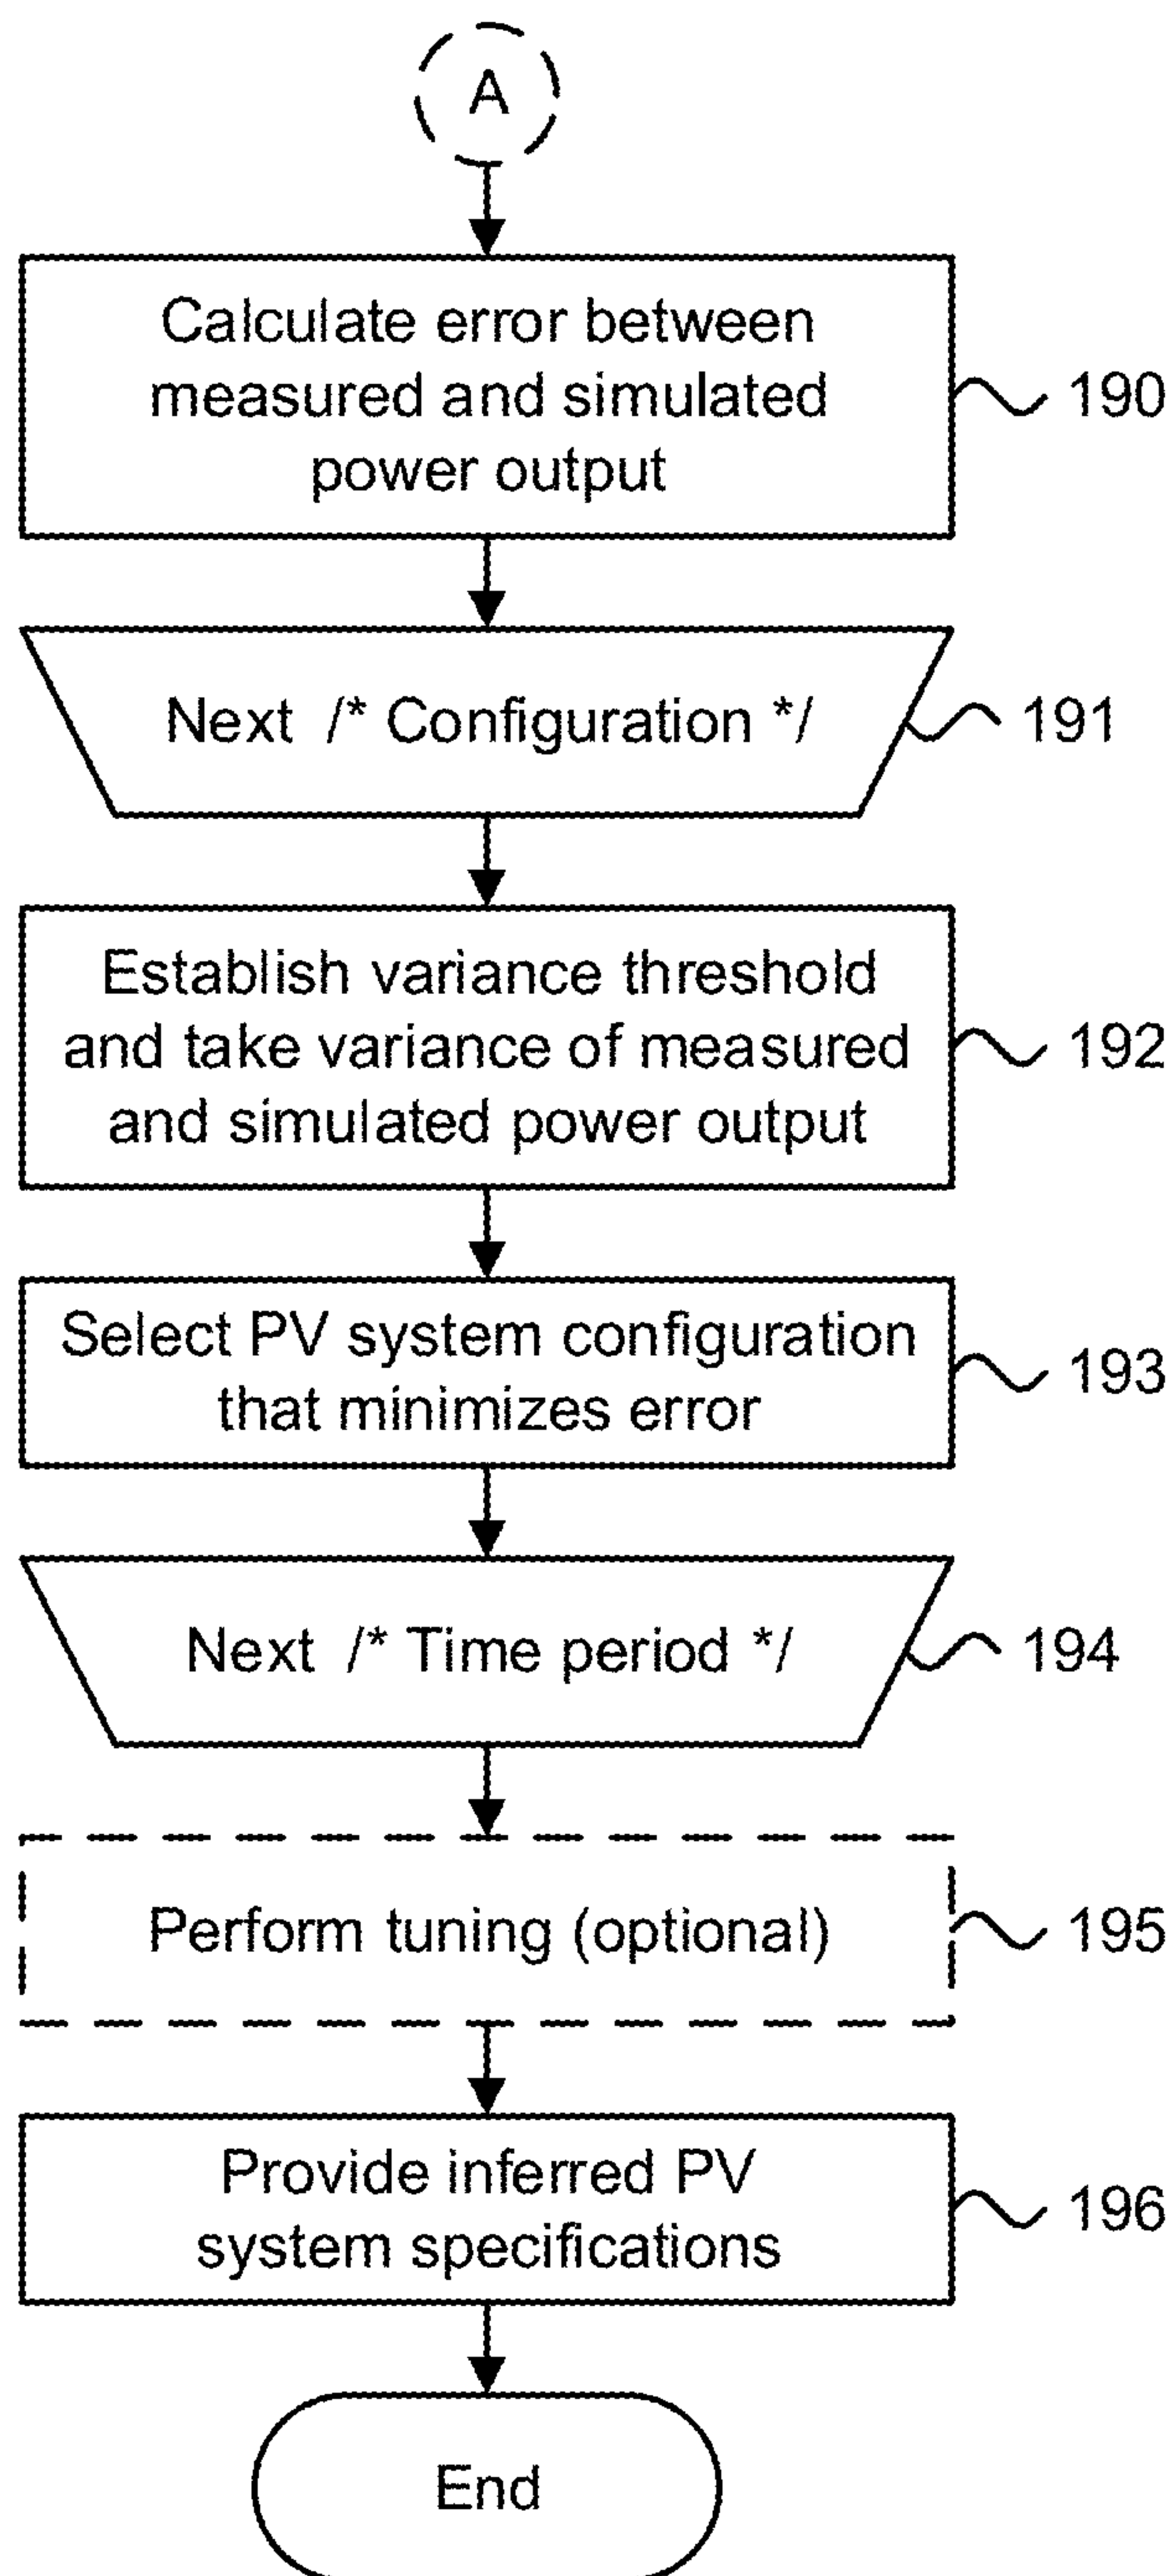 A
Calculate error between
measured and simulated
power output
190
Next /* Configuration */
191
Establish variance threshold
and take variance of measured
and simulated power output
192
Select PV system configuration
that minimizes error
193
Next /* Time period */
194
Perform tuning (optional)
195
Provide inferred PV
system specifications
196
End